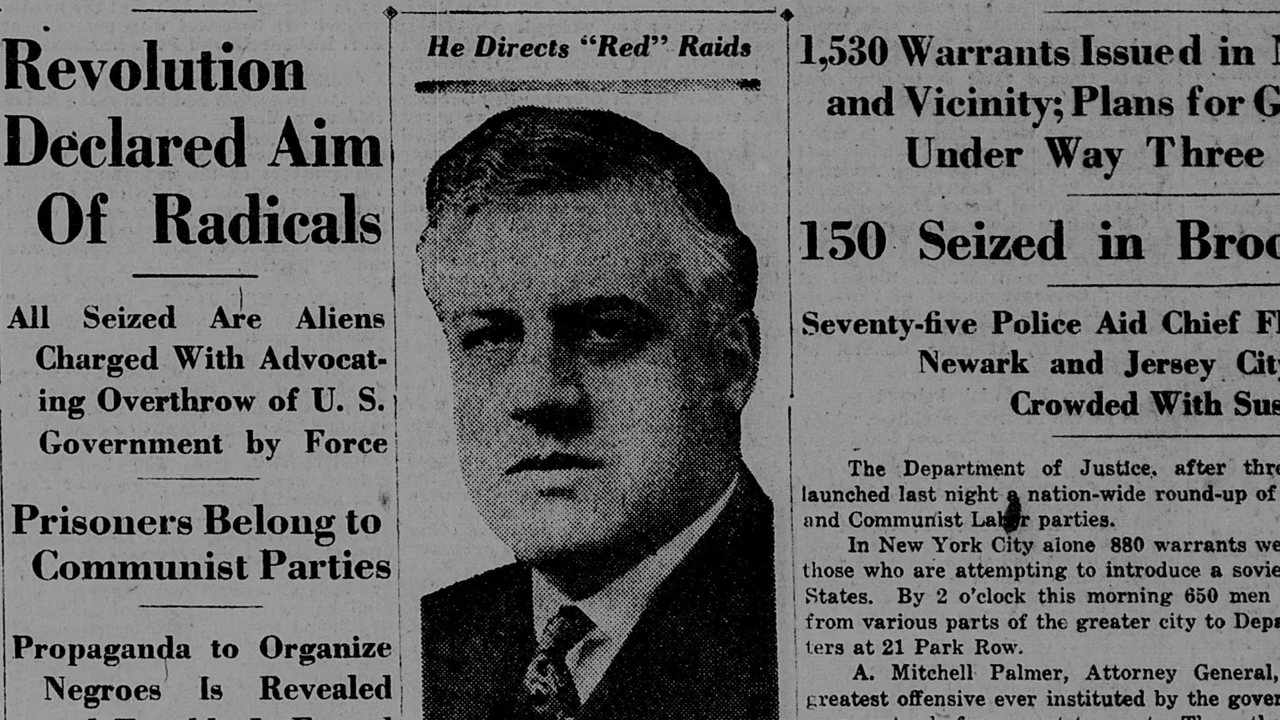 Revolution
Declared Aim
Of Radicals
All Seized Are Aliens
Charged With Advocat-
ing Overthrow of U. S.
Government by Force
Prisoners Belong to
Communist Parties
Propaganda to Organize
Negroes Is Revealed
He Directs “Red” Raids
1,530 Warrants Issued in
and Vicinity; Plans for
Under Way Three
150 Seized in
Seventy-five Police Aid Chief
Newark and Jersey
Crowded With
The Department of Justice, after
launched last night a nation-wide round-up of
and Communist Labor parties.
In New York City alone 880 warrants
those who are attempting to introduce a
States. By 2 o'clock this morning 650 men
from various parts of the greater city to
ters at 21 Park Row.
A. Mitchell Palmer, Attorney General,
greatest offensive ever instituted by the